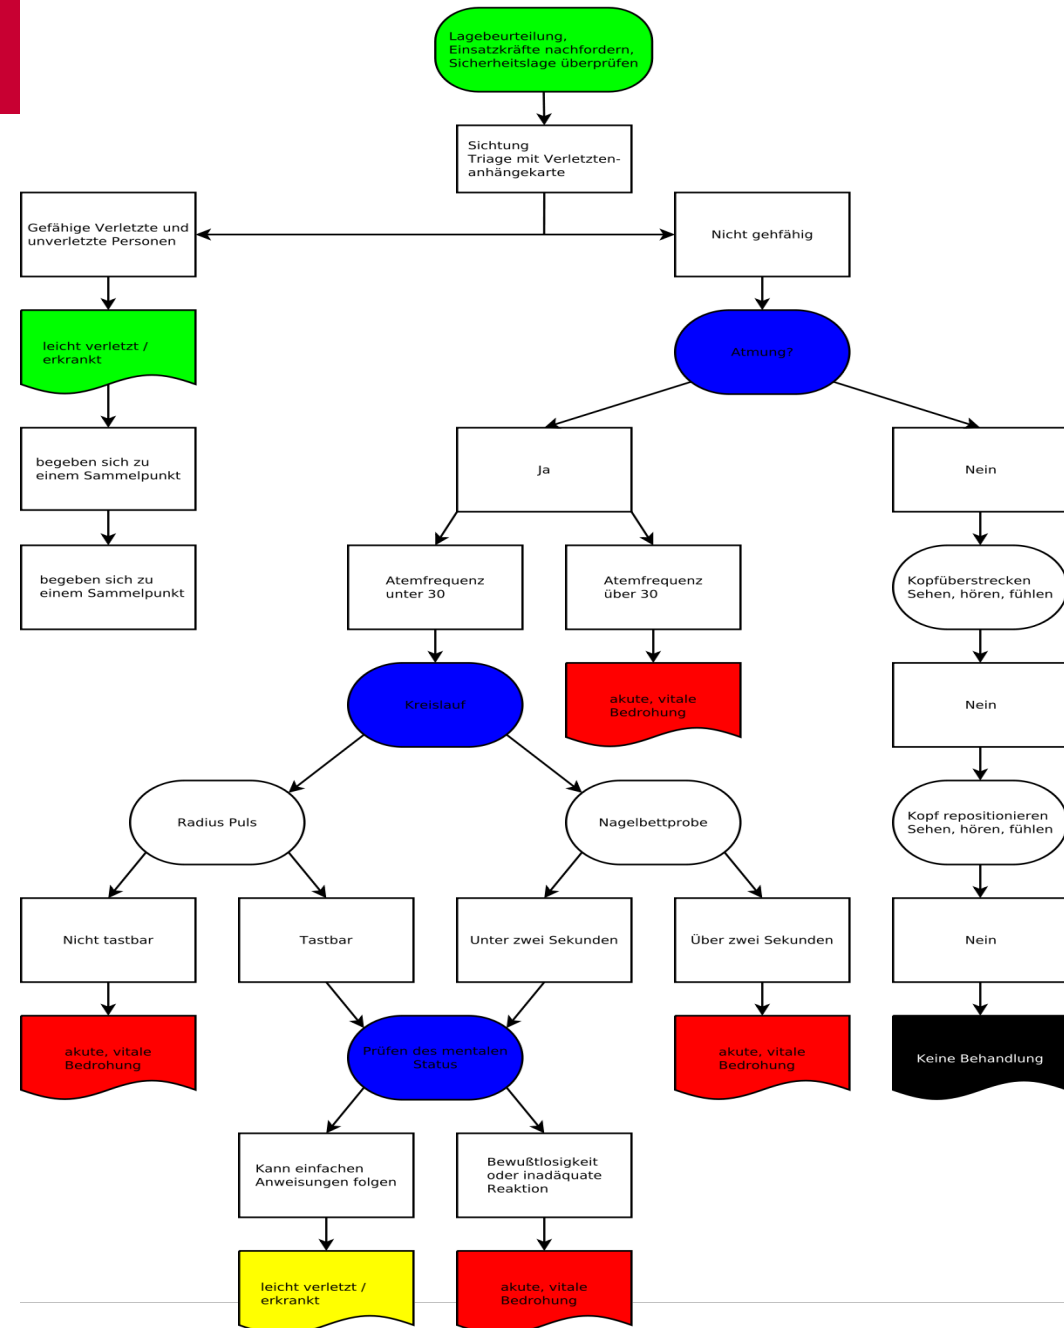 Lagebeurteilung,
Einsatzkräfte nachfordern,
Sicherheitslage überprüfen
Sichtung
Triage mit Verletzten-
anhängekarte
Gefähige Verletzte und
unverletzte Personen
Nicht gehfähig
leicht verletzt /
erkrankt
Atmung?
begeben sich zu
einem Sammelpunkt
Ja
Nein
begeben sich zu
einem Sammelpunkt
Atemfrequenz
unter 30
Atemfrequenz
über 30
Kopfüberstrecken
Sehen, hören, fühlen
Kreislauf
akute, vitale
Bedrohung
Nein
Radius Puls
Nagelbettprobe
Kopf repositionieren
Sehen, hören, fühlen
Nicht tastbar
Tastbar
Unter zwei Sekunden
Über zwei Sekunden
Nein
akute, vitale
Bedrohung
Prüfen des mentalen
Status
akute, vitale
Bedrohung
Keine Behandlung
Kann einfachen
Anweisungen folgen
Bewußtlosigkeit
oder inadäquate
Reaktion
leicht verletzt /
erkrankt
akute, vitale
Bedrohung